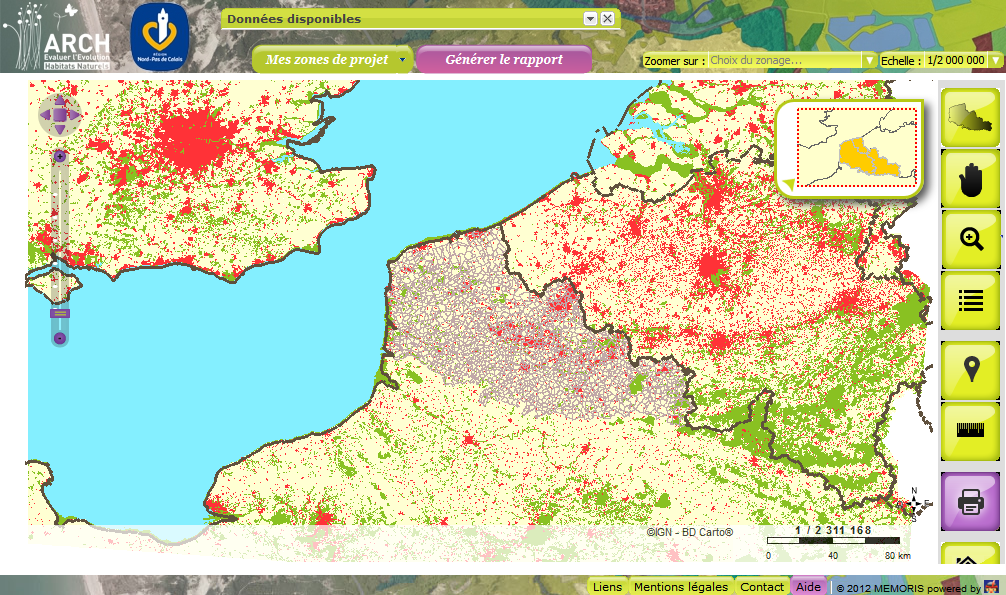 ARCH
Evaluer l'Evolution
Habitats Naturels
RÉGION
Nord-Pas de Calais
Données disponibles
Mes zones de projet
Générer le rapport
Zoomer sur : Choix du zonage... Echelle : 1/2 000 000
N
E
S
©IGN - BD Carto®
1 / 2 311 168
0 40 80 km
Liens Mentions légales Contact Aide © 2012 MEMORIS powered by